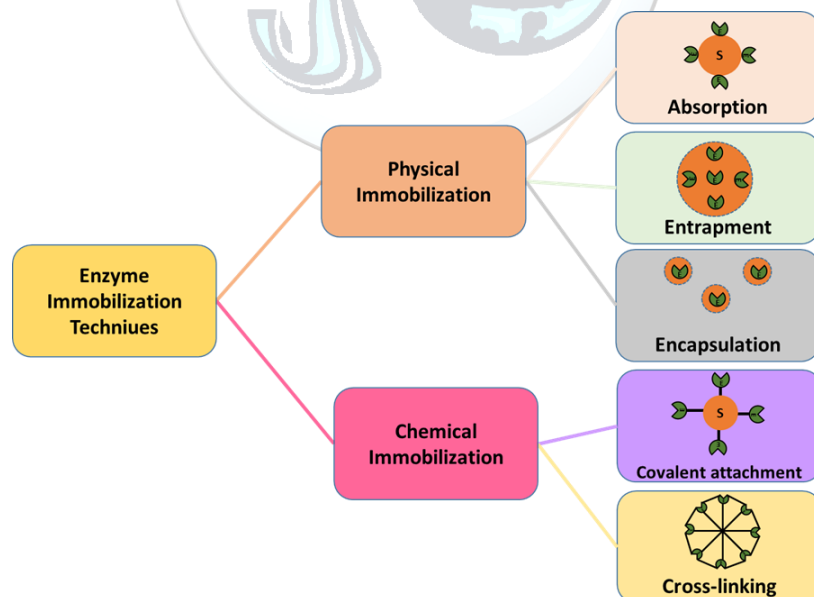 Enzyme
Immobilization
Techniues
Physical
Immobilization
Chemical
Immobilization
S
Absorption
Entrapment
Encapsulation
S
Covalent attachment
Cross-linking